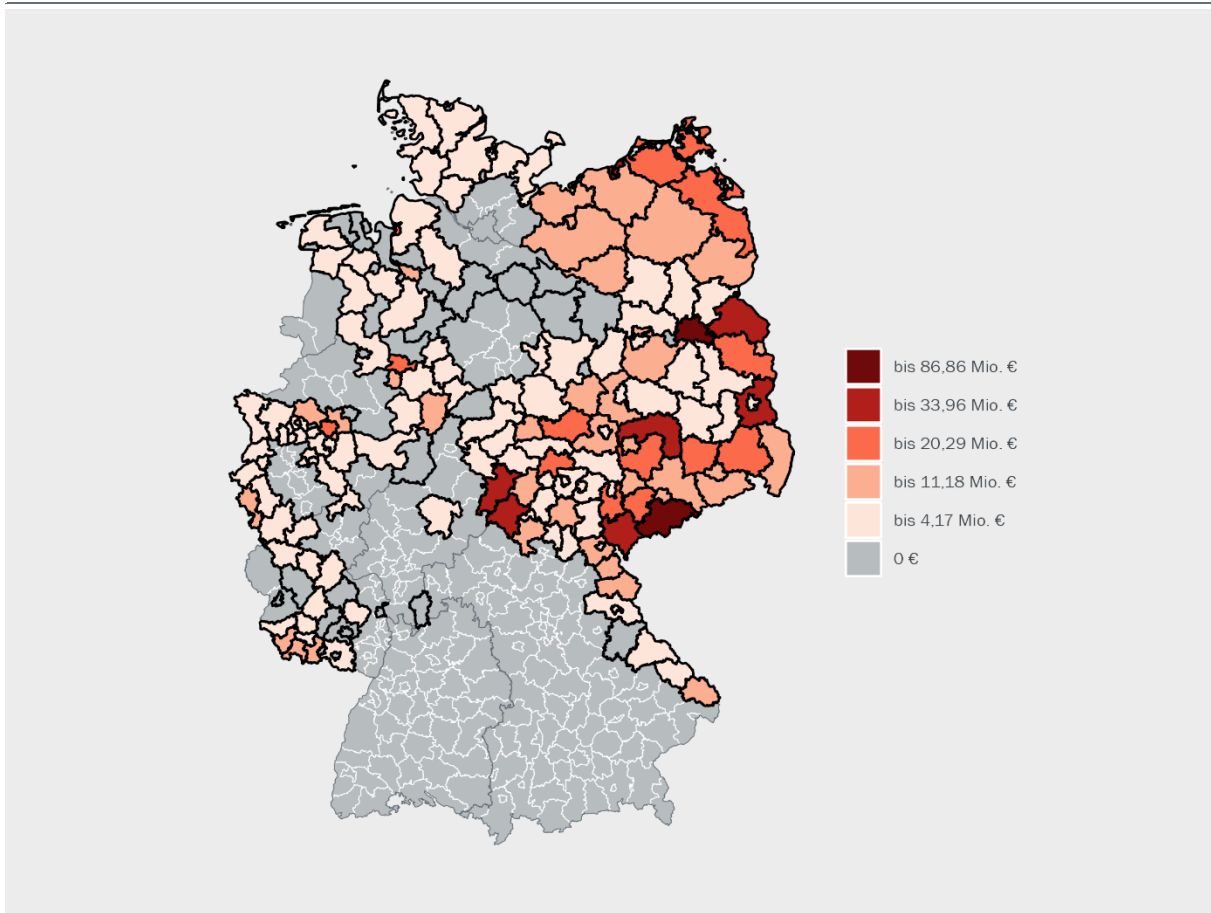 bis 86,86 Mio. €
bis 33,96 Mio. €
bis 20,29 Mio. €
bis 11,18 Mio. €
bis 4,17 Mio. €
0 €